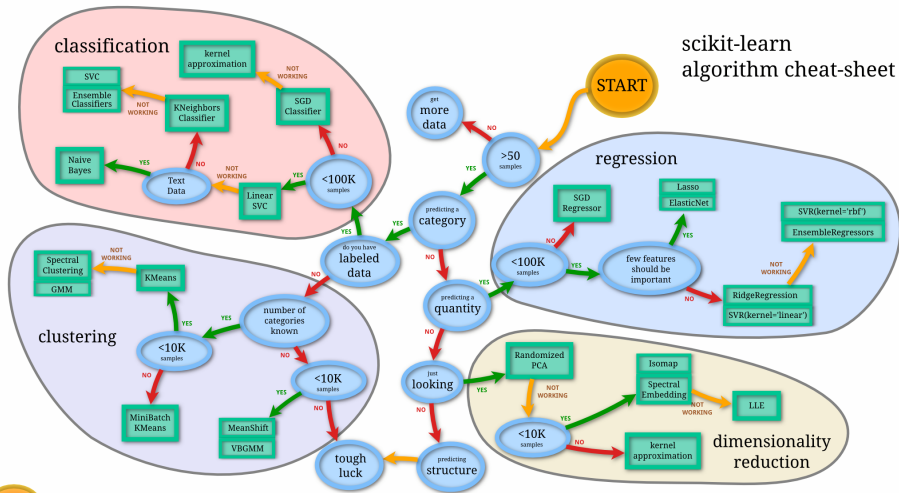 scikit-learn
algorithm cheat-sheet
START
classification
kernel
approximation
NOT
WORKING
SVC
Ensemble
Classifiers
NOT
WORKING
KNeighbors
Classifier
SGD
Classifier
NO
Naive
Bayes
YES
Text
Data
NO
NOT
WORKING
Linear
SVC
YES
<100K
samples
YES
get
more
data
NO
>50
samples
YES
predicting a
category
YES
NO
do you have
labeled
data
NO
regression
SGD
Regressor
NO
<100K
samples
YES
Lasso
ElasticNet
YES
few features
should be
important
NO
SVR(kernel='rbf')
EnsembleRegressors
NOT
WORKING
RidgeRegression
SVR(kernel='linear')
predicting a
quantity
YES
NO
clustering
Spectral
Clustering
GMM
NOT
WORKING
KMeans
YES
number of
categories
known
YES
NO
<10K
samples
NO
MiniBatch
KMeans
<10K
samples
YES
NO
MeanShift
VBGMM
just
looking
YES
NO
tough
luck
predicting
structure
dimensionality
reduction
Randomized
PCA
NOT
WORKING
<10K
samples
YES
NO
Isomap
Spectral
Embedding
NOT
WORKING
LLE
kernel
approximation